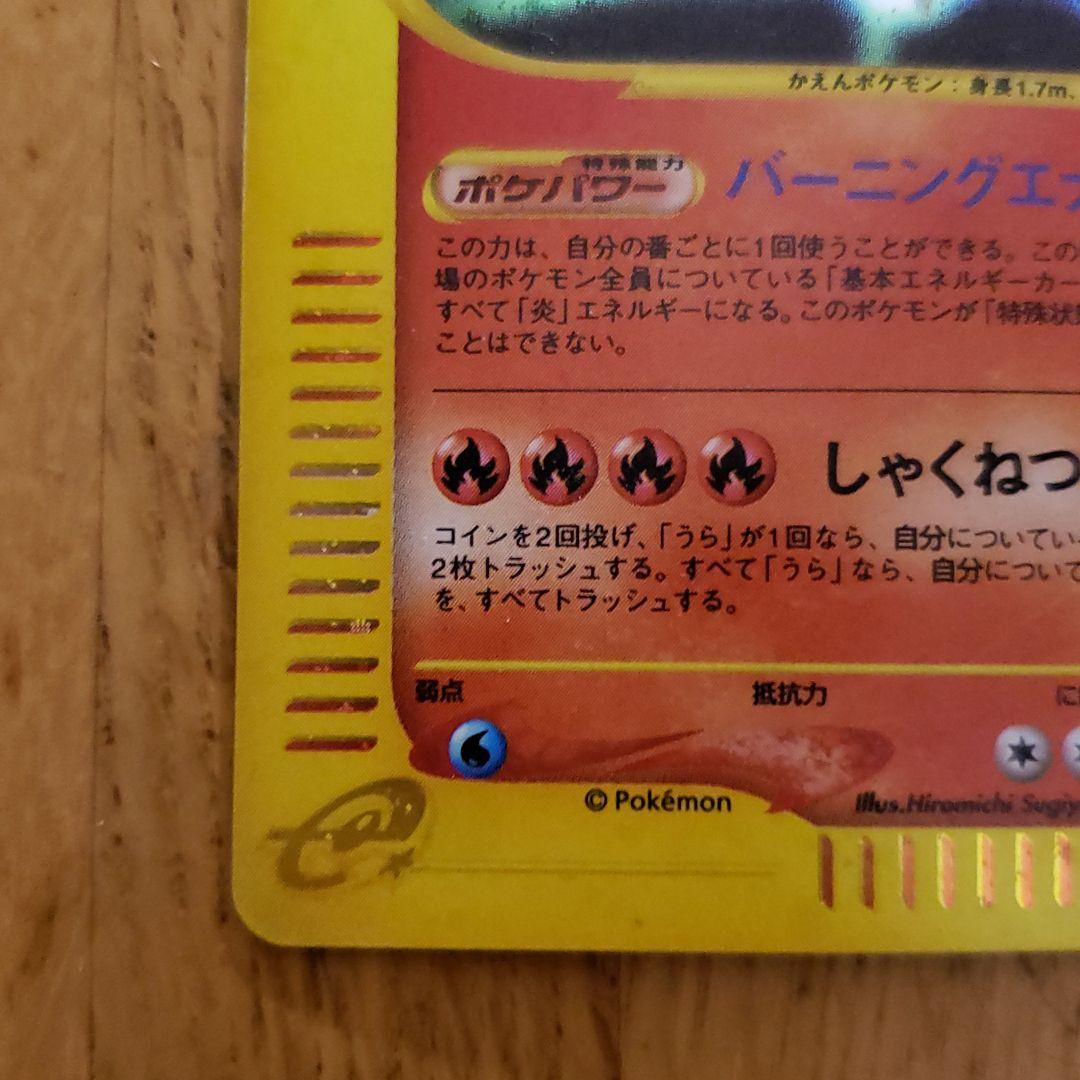 かえんポケモン：身長1.7m、
特殊能力
ポケパワー バーニングエナ
この力は、自分の番ごとに1回使うことができる。この
場のポケモン全員についている「基本エネルギーカー
すべて「炎」エネルギーになる。このポケモンが「特殊状態
ことはできない。
しゃくねつ
コインを2回投げ、「うら」が1回なら、自分についてい
2枚トラッシュする。すべて「うら」なら、自分について
を、すべてトラッシュする。
弱点 抵抗力 に
© Pokémon Illus.Hiromichi Sugiy
e